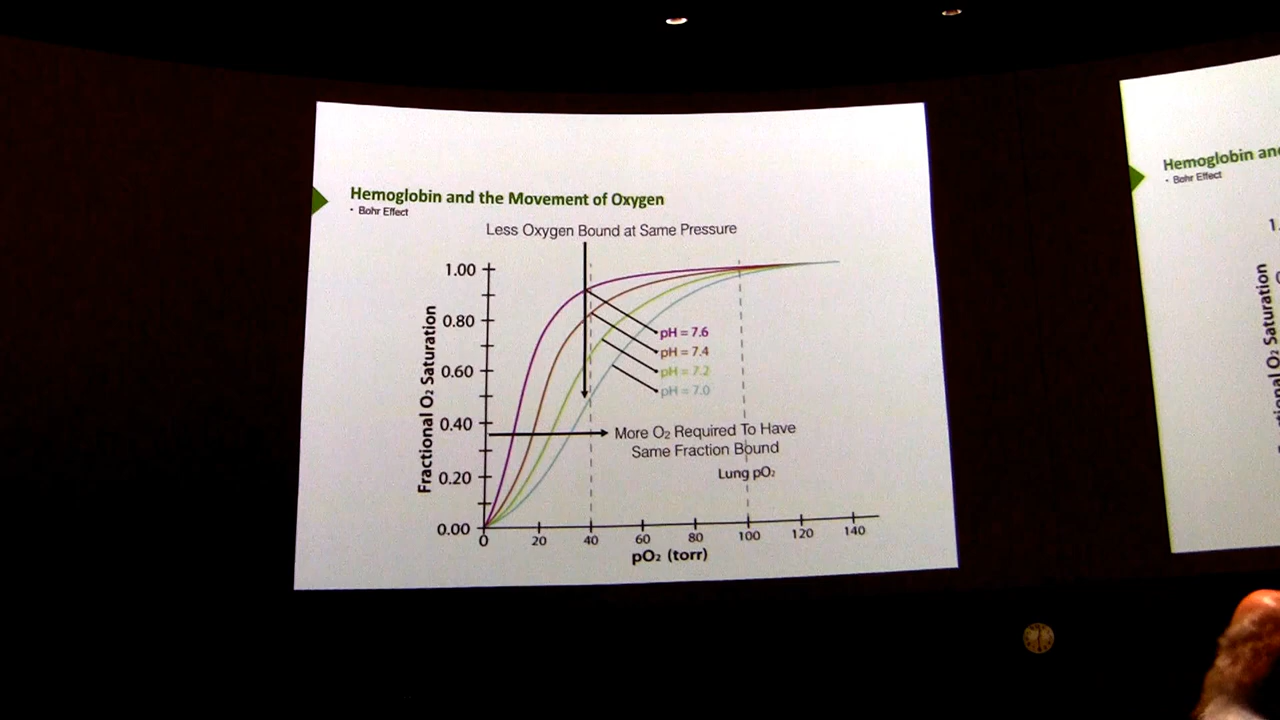 Hemoglobin and the Movement of Oxygen
• Bohr Effect
Less Oxygen Bound at Same Pressure
1.00
0.80
0.60
0.40
0.20
0.00
Fractional O₂ Saturation
pH = 7.6
pH = 7.4
pH = 7.2
pH = 7.0
More O₂ Required To Have
Same Fraction Bound
Lung pO₂
0 20 40 60 80 100 120 140
pO₂ (torr)
Hemoglobin an
• Bohr Effect
1.
onal O₂ Saturation